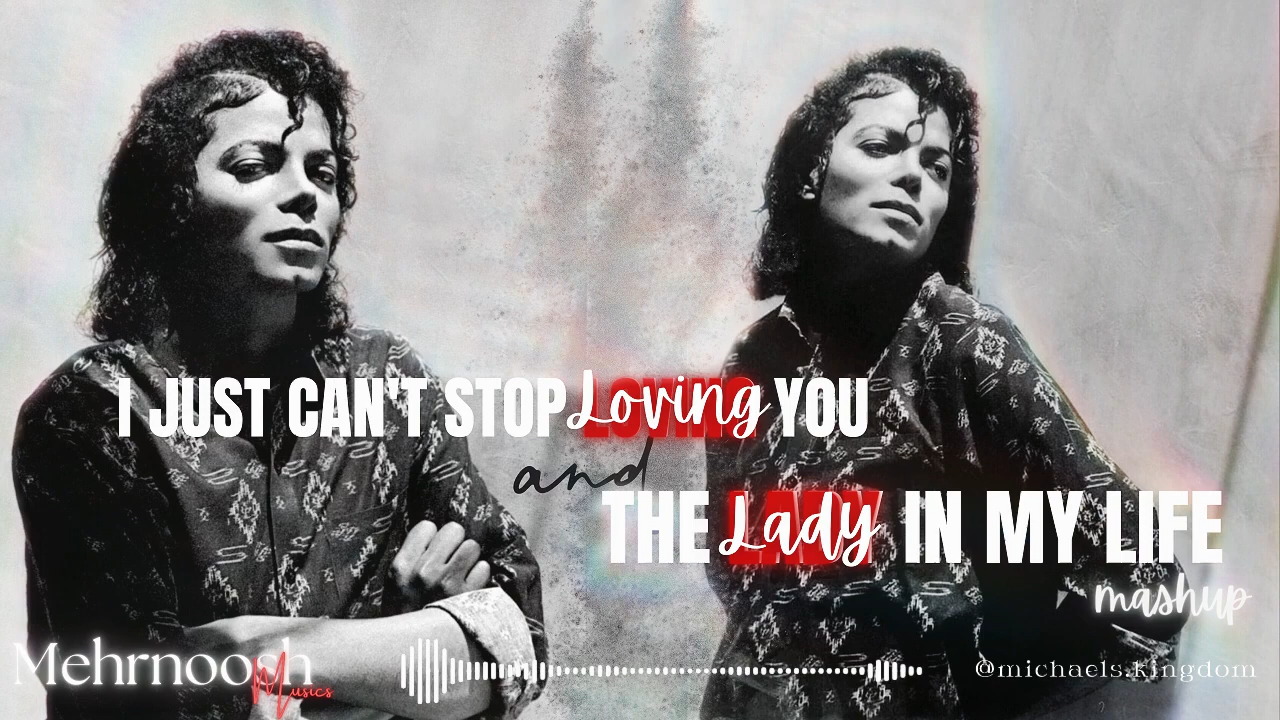 I JUST CAN'T STOP Loving YOU
and
THE Lady IN MY LIFE
mashup
Mehrnoosh
Musics
@michaels.kingdom